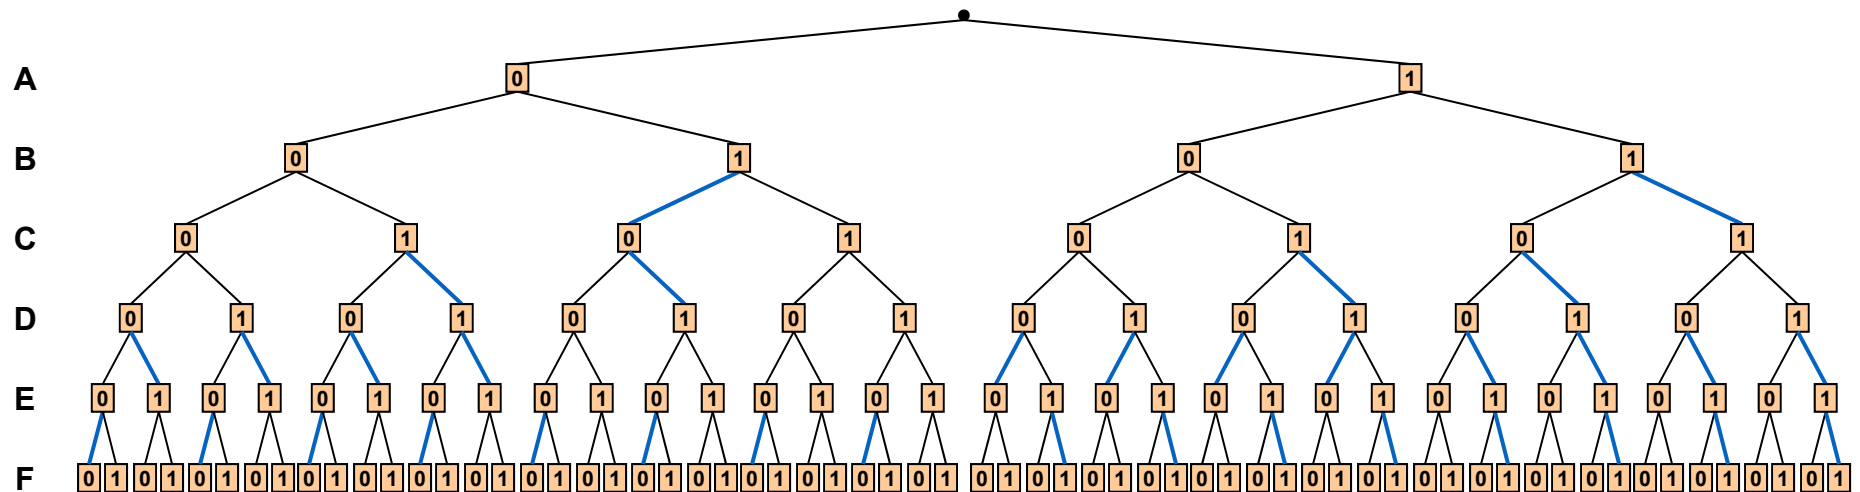 A 0 1
B 0 1 0 1
C 0 1 0 1 0 1 0 1
D 0 1 0 1 0 1 0 1 0 1 0 1 0 1 0 1
E 0 1 0 1 0 1 0 1 0 1 0 1 0 1 0 1 0 1 0 1 0 1 0 1 0 1 0 1 0 1 0 1
F 0 1 0 1 0 1 0 1 0 1 0 1 0 1 0 1 0 1 0 1 0 1 0 1 0 1 0 1 0 1 0 1 0 1 0 1 0 1 0 1 0 1 0 1 0 1 0 1 0 1 0 1 0 1 0 1 0 1 0 1 0 1 0 1